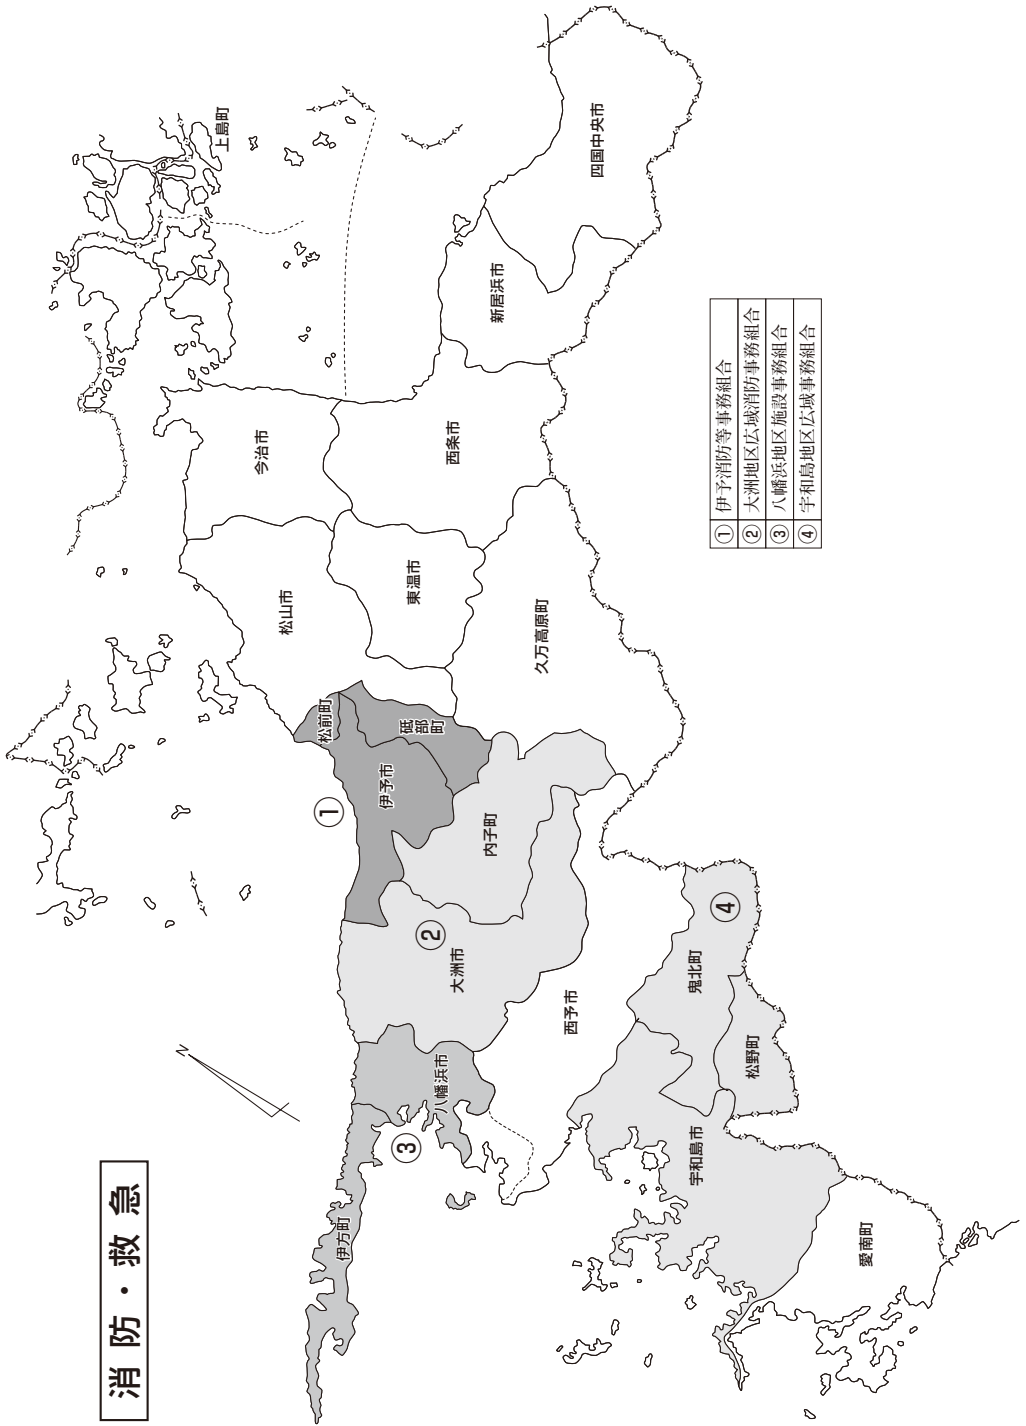 消防・救急
上島町
四国中央市
新居浜市
西条市
今治市
松山市
東温市
久万高原町
松前町
砥部
町
伊予市
①
内子町
②
大洲市
西予市
八幡浜市
③
伊方町
鬼北町
④
松野町
宇和島市
愛南町
N
① 伊予消防等事務組合
② 大洲地区広域消防事務組合
③ 八幡浜地区施設事務組合
④ 宇和島地区広域事務組合